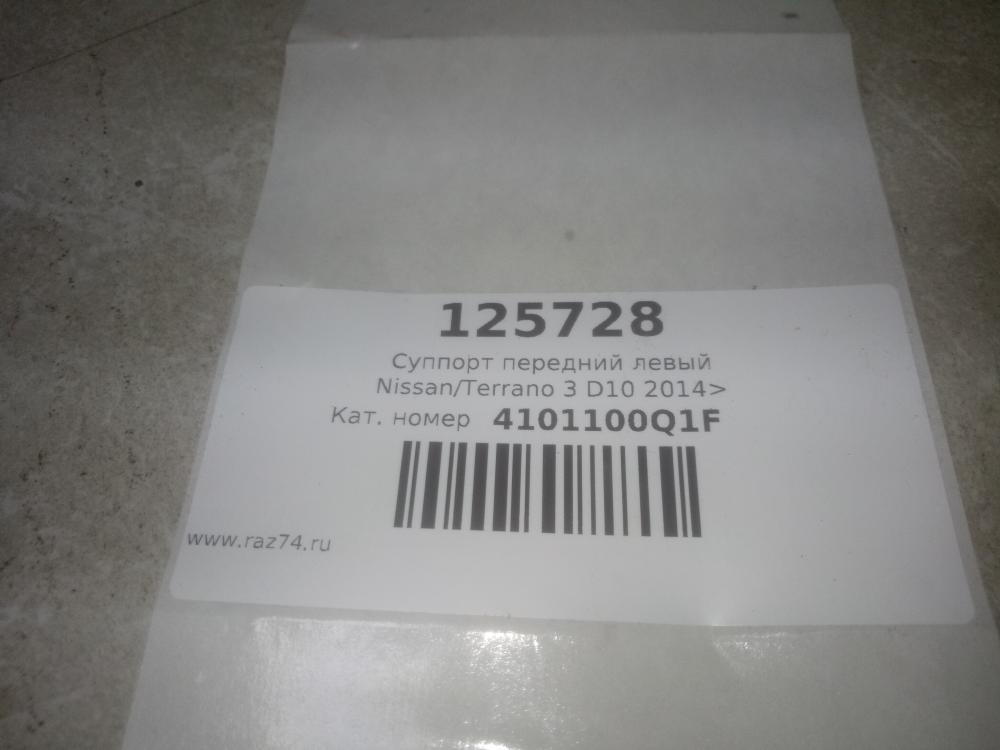 125728
Суппорт передний левый
Nissan/Terrano 3 D10 2014>
Кат. номер 4101100Q1F
www.raz74.ru